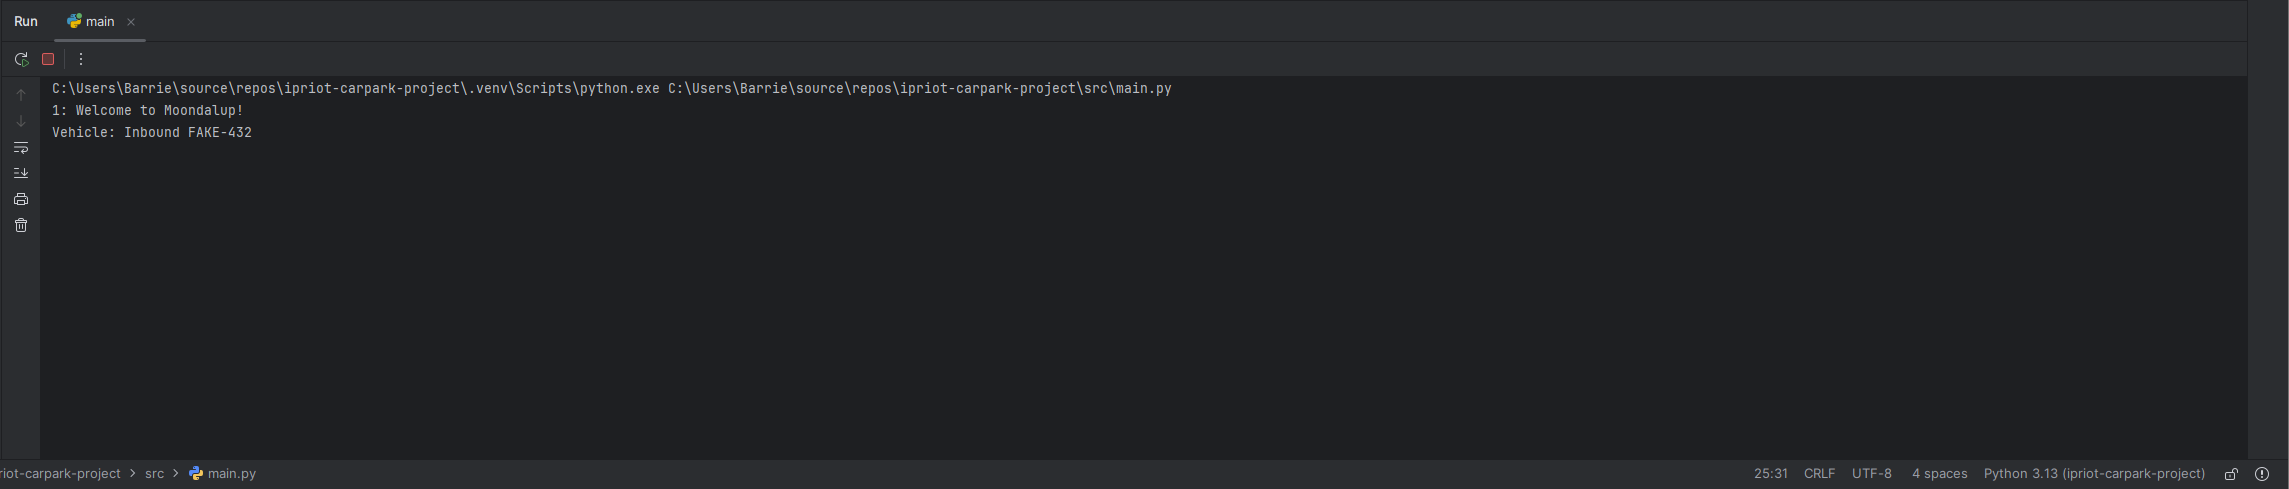 Run main
C:\Users\Barrie\source\repos\ipriot-carpark-project\.venv\Scripts\python.exe C:\Users\Barrie\source\repos\ipriot-carpark-project\src\main.py
1: Welcome to Moondalup!
Vehicle: Inbound FAKE-432
riot-carpark-project > src > main.py 25:31 CRLF UTF-8 4 spaces Python 3.13 (ipriot-carpark-project)